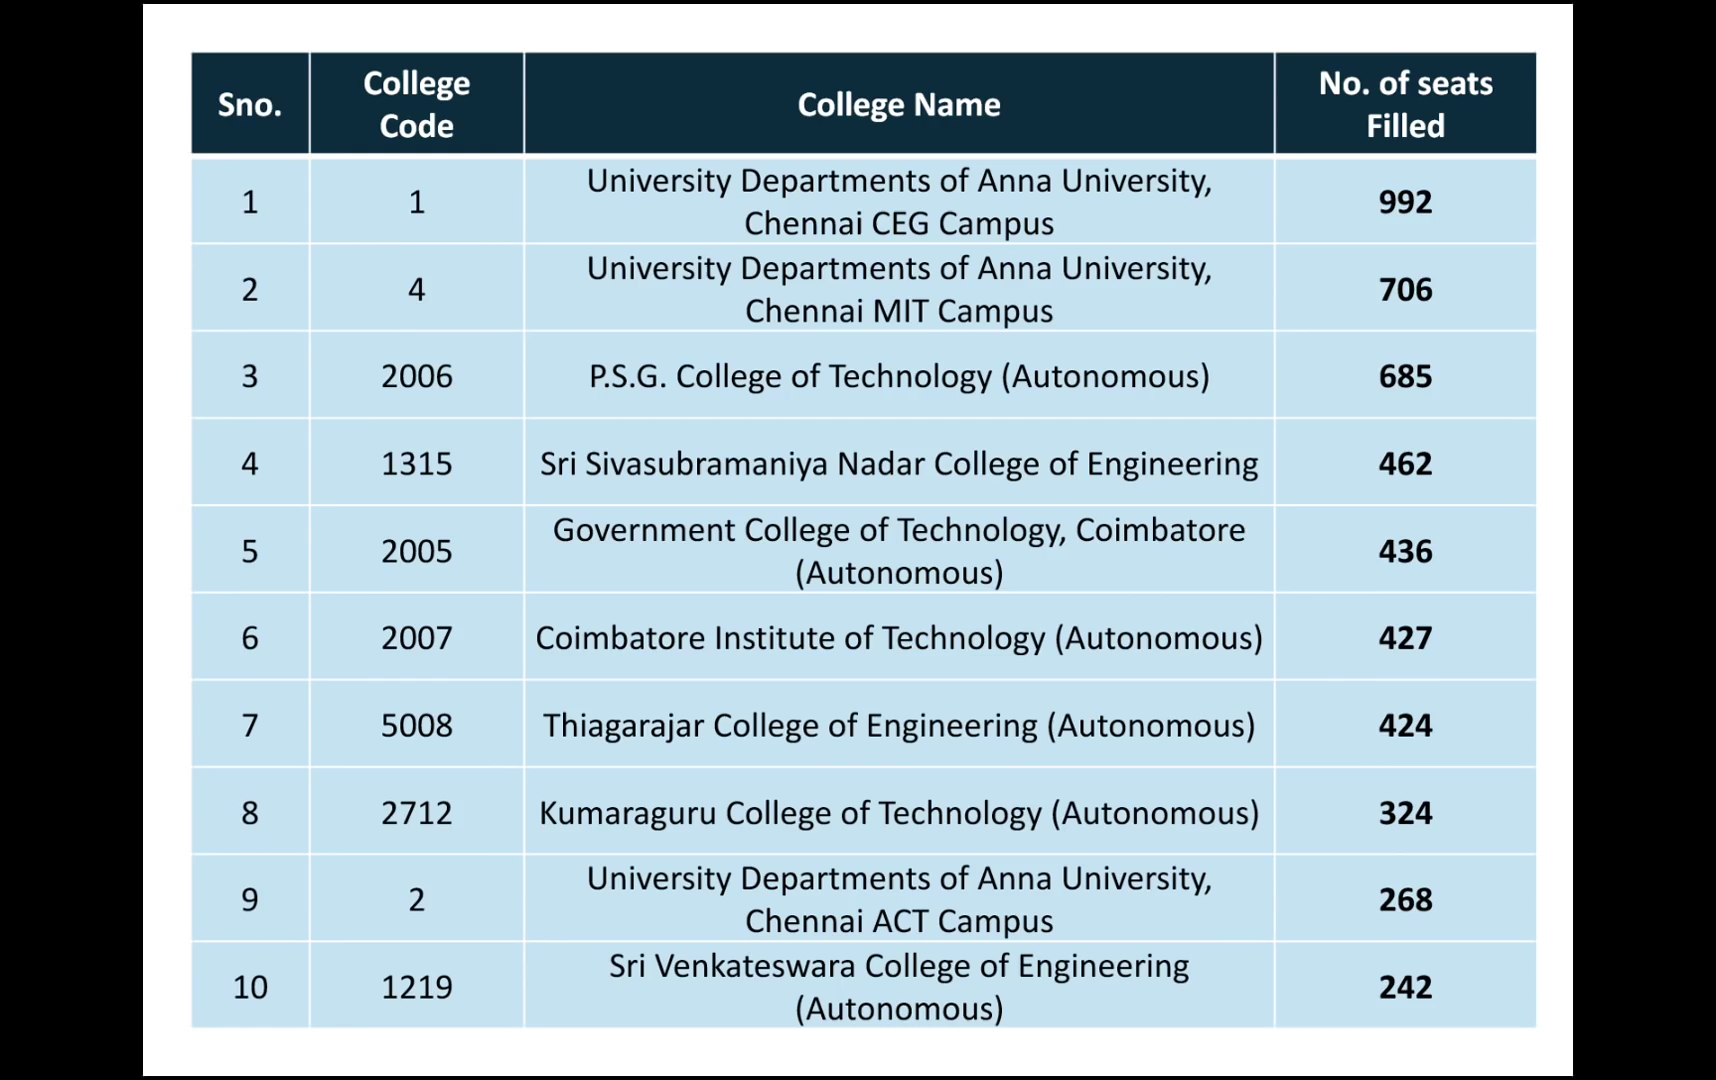 Sno.
College
Code
College Name
No. of seats
Filled
1
1
University Departments of Anna University,
Chennai CEG Campus
992
2
4
University Departments of Anna University,
Chennai MIT Campus
706
3
2006
P.S.G. College of Technology (Autonomous)
685
4
1315
Sri Sivasubramaniya Nadar College of Engineering
462
5
2005
Government College of Technology, Coimbatore
(Autonomous)
436
6
2007
Coimbatore Institute of Technology (Autonomous)
427
7
5008
Thiagarajar College of Engineering (Autonomous)
424
8
2712
Kumaraguru College of Technology (Autonomous)
324
9
2
University Departments of Anna University,
Chennai ACT Campus
268
10
1219
Sri Venkateswara College of Engineering
(Autonomous)
242